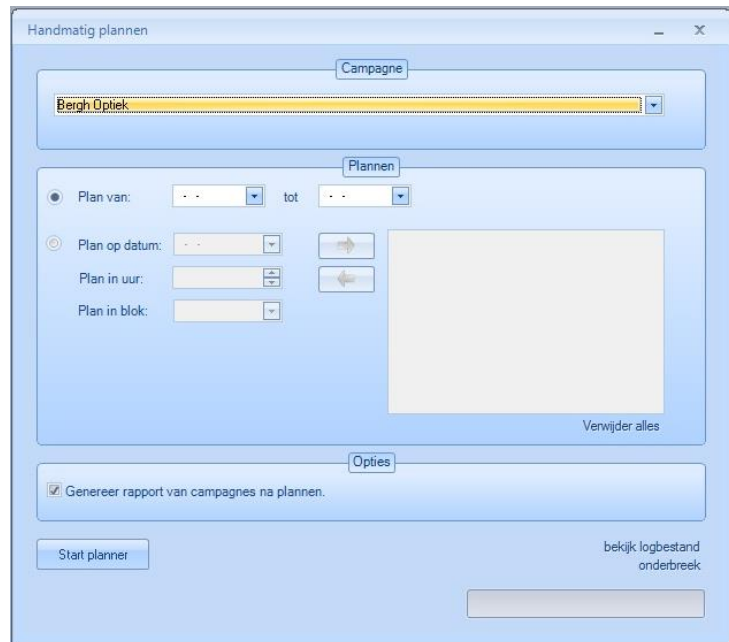 Handmatig plannen
Campagne
Bergh Optiek
Plannen
Plan van: - - tot - -
Plan op datum: - -
Plan in uur:
Plan in blok:
Verwijder alles
Opties
Genereer rapport van campagnes na plannen.
Start planner
bekijk logbestand
onderbreek